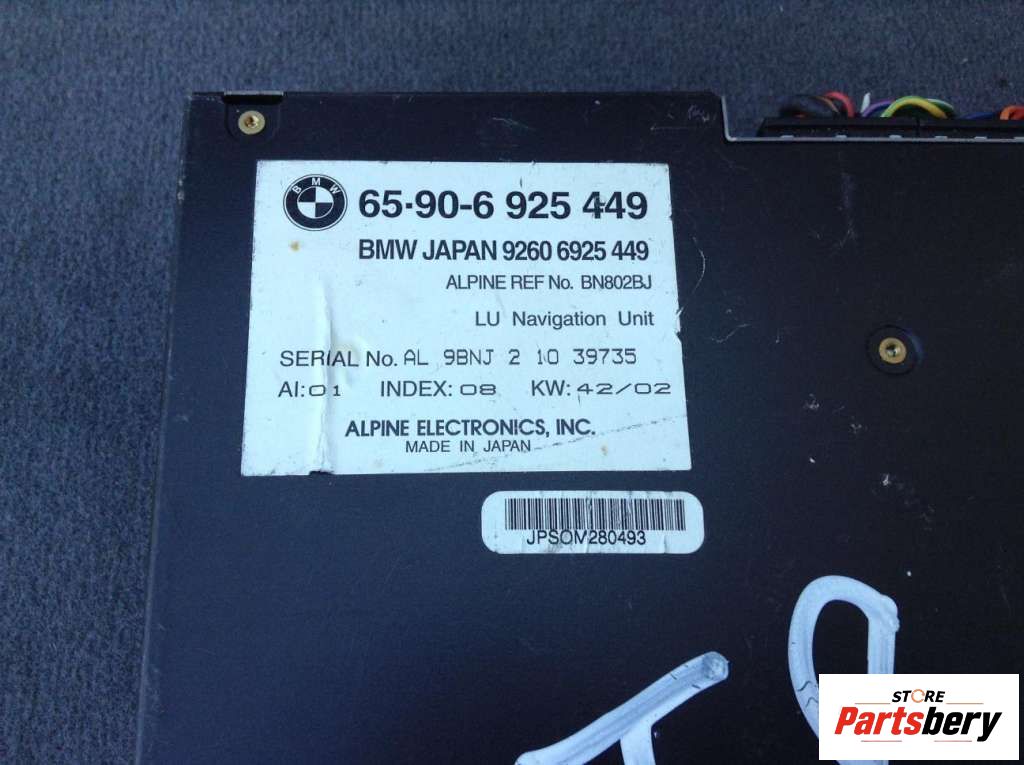 BMW
65·90-6 925 449
BMW JAPAN 9260 6925 449
ALPINE REF No. BN802BJ
LU Navigation Unit
SERIAL No. AL 9BNJ 2 10 39735
AI:01 INDEX:08 KW:42/02
ALPINE ELECTRONICS, INC.
MADE IN JAPAN
JPSOM280493
STORE
Partsbery